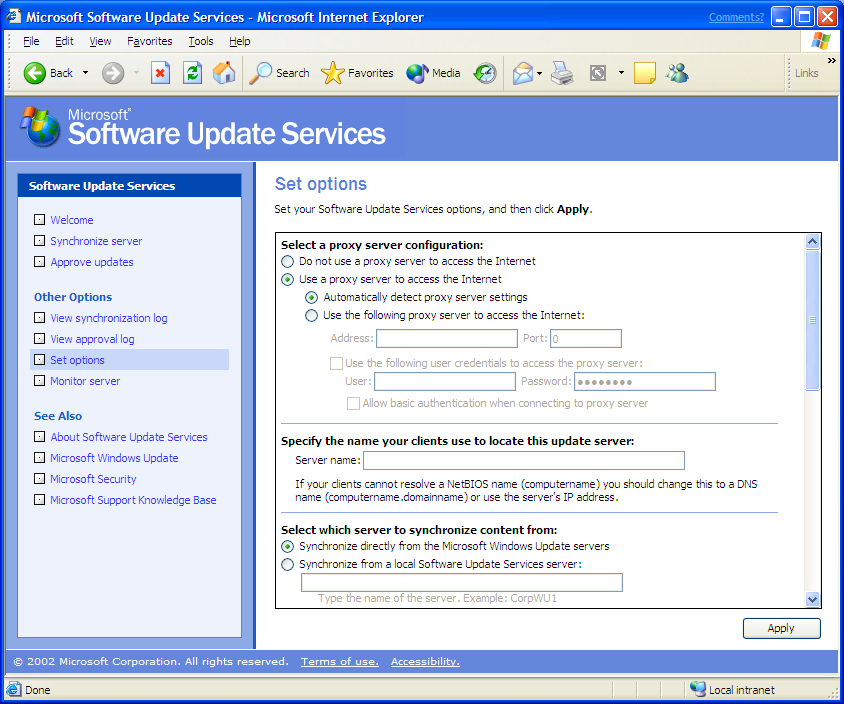 Microsoft Software Update Services - Microsoft Internet Explorer
Comments?
File Edit View Favorites Tools Help
Back Search Favorites Media Links
Microsoft®
Software Update Services
Software Update Services
Welcome
Synchronize server
Approve updates
Other Options
View synchronization log
View approval log
Set options
Monitor server
See Also
About Software Update Services
Microsoft Windows Update
Microsoft Security
Microsoft Support Knowledge Base
Set options
Set your Software Update Services options, and then click Apply.
Select a proxy server configuration:
Do not use a proxy server to access the Internet
Use a proxy server to access the Internet
Automatically detect proxy server settings
Use the following proxy server to access the Internet:
Address: Port: 0
Use the following user credentials to access the proxy server:
User: Password: ●●●●●●●●
Allow basic authentication when connecting to proxy server
Specify the name your clients use to locate this update server:
Server name:
If your clients cannot resolve a NetBIOS name (computername) you should change this to a DNS
name (computername.domainname) or use the server's IP address.
Select which server to synchronize content from:
Synchronize directly from the Microsoft Windows Update servers
Synchronize from a local Software Update Services server:
Type the name of the server. Example: CorpWU1
Apply
© 2002 Microsoft Corporation. All rights reserved. Terms of use. Accessibility.
Done Local intranet